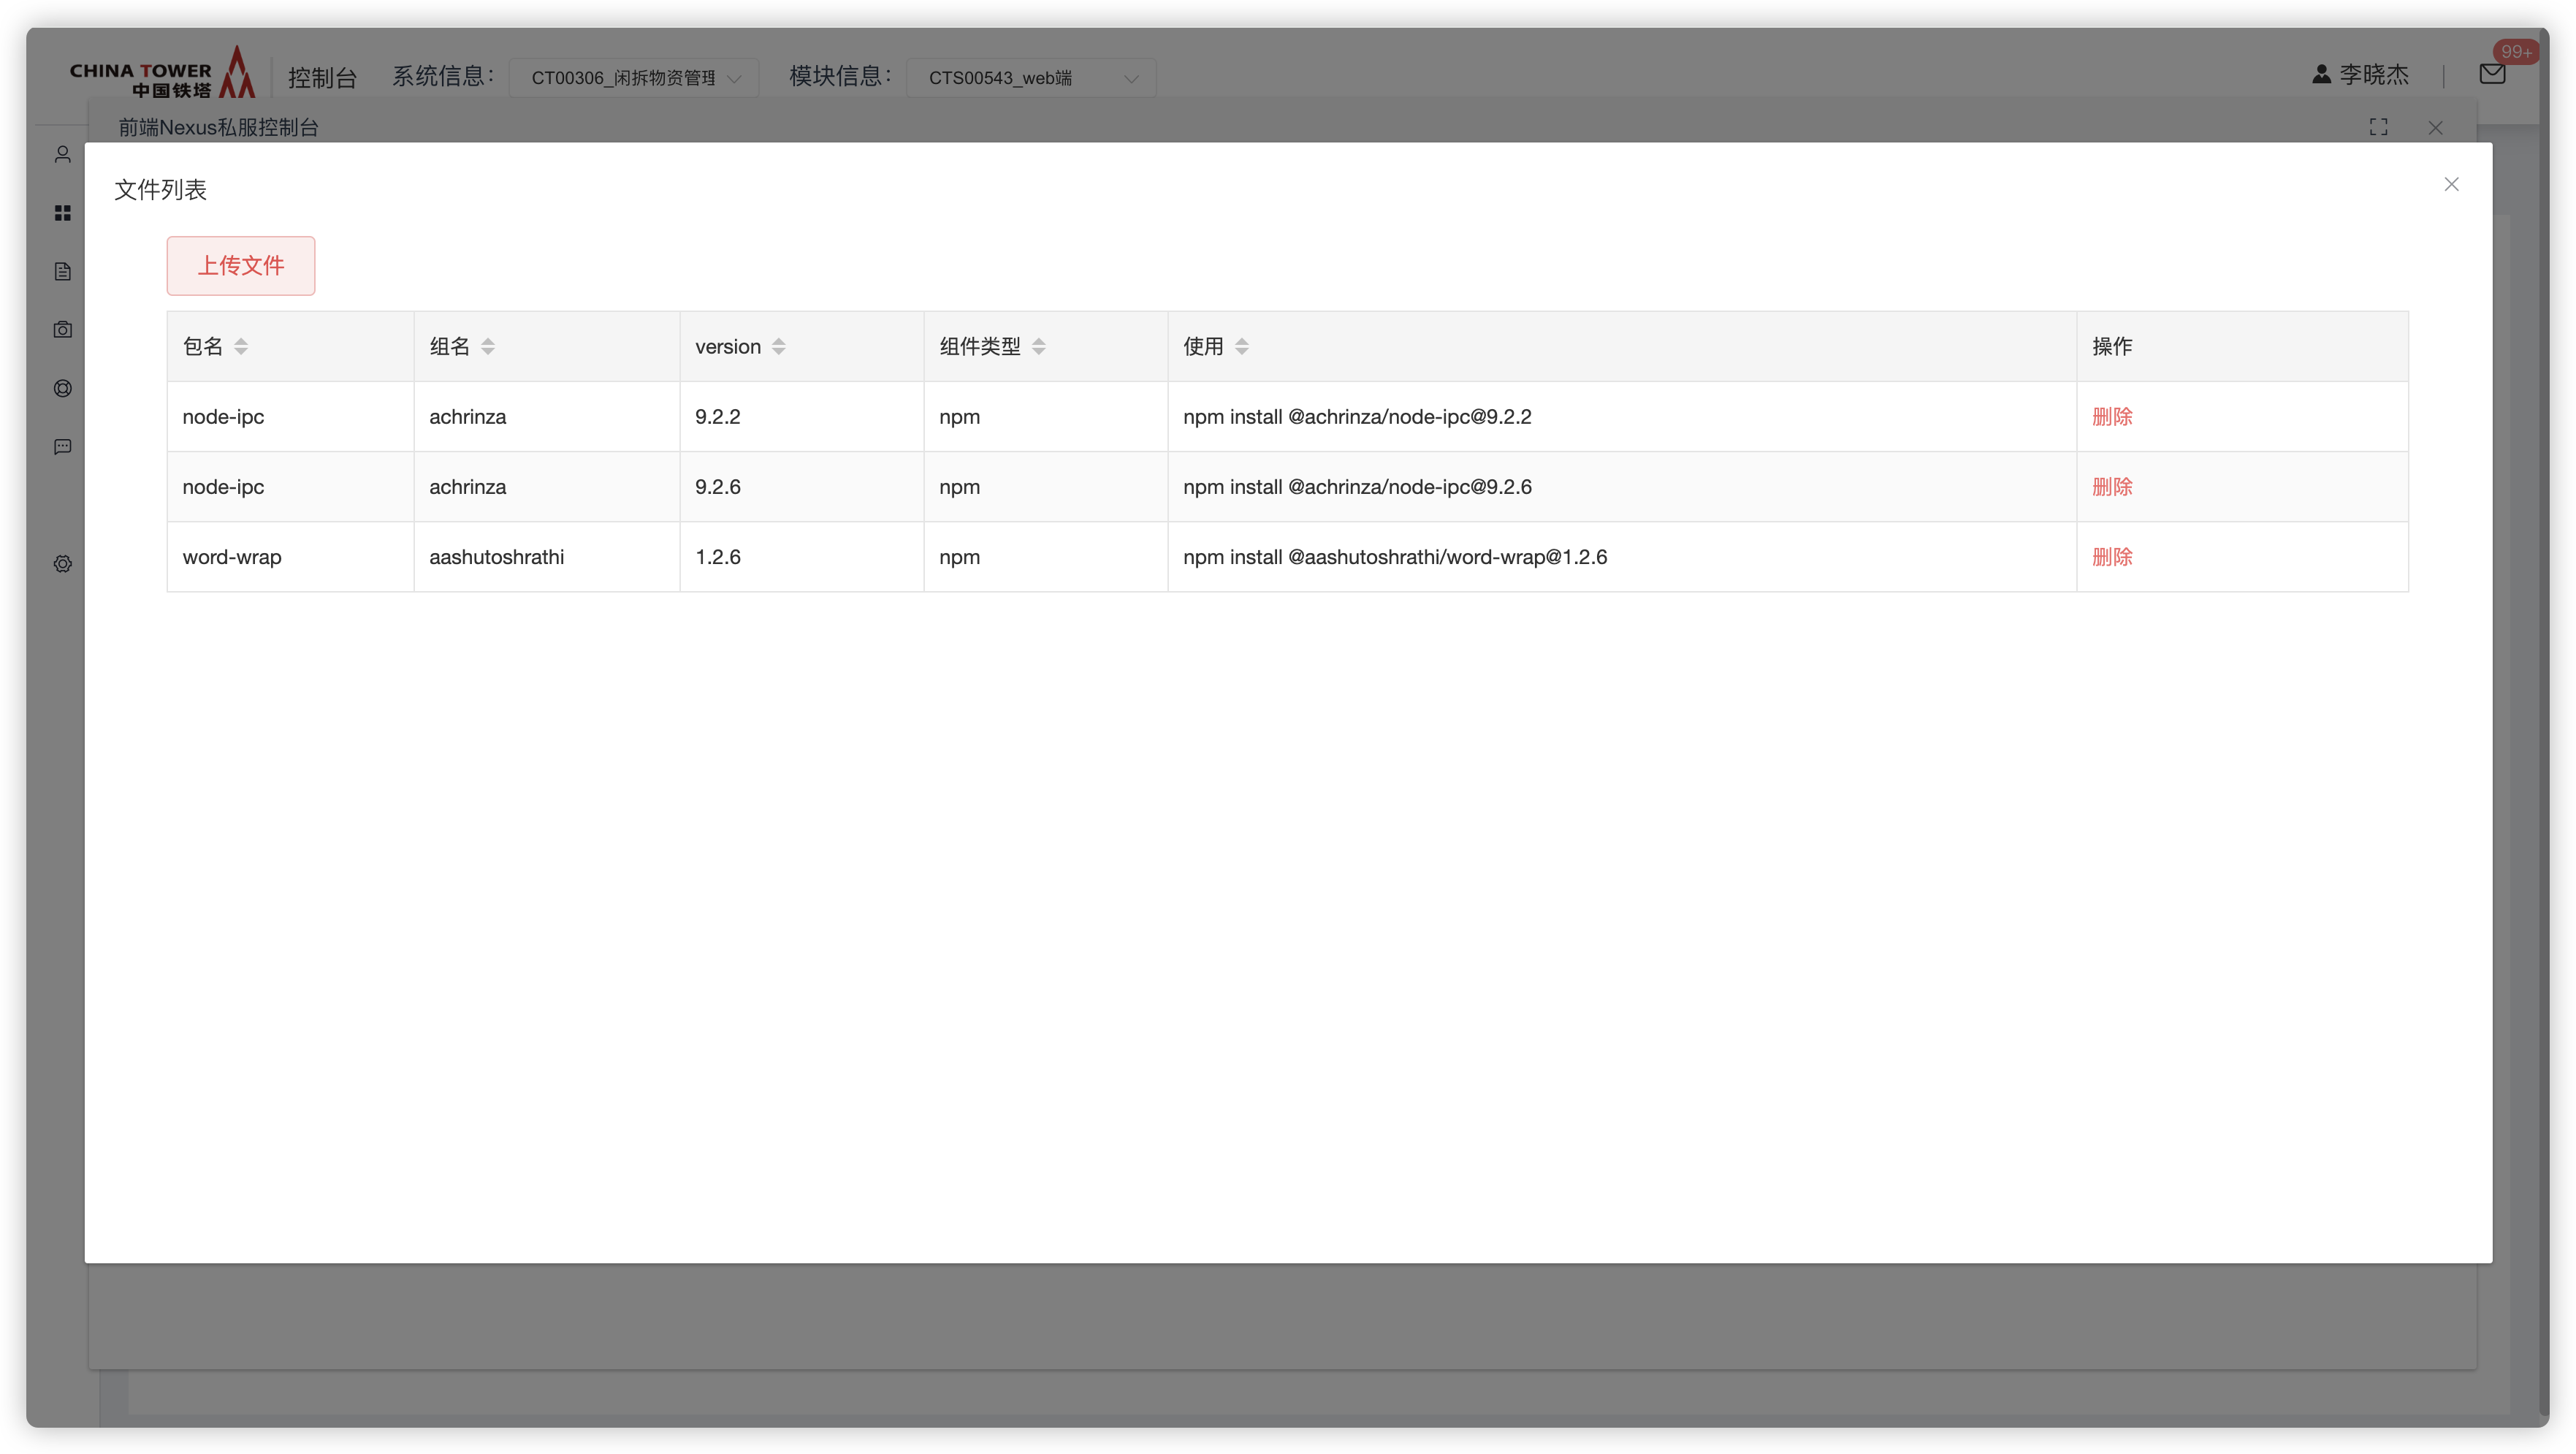 CHINA TOWER
中国铁塔
控制台
系统信息：
CT00306_闲拆物资管理
模块信息：
CTS00543_web端
李晓杰
99+
前端Nexus私服控制台
文件列表
上传文件
包名 组名 version 组件类型 使用 操作
node-ipc achrinza 9.2.2 npm npm install @achrinza/node-ipc@9.2.2 删除
node-ipc achrinza 9.2.6 npm npm install @achrinza/node-ipc@9.2.6 删除
word-wrap aashutoshrathi 1.2.6 npm npm install @aashutoshrathi/word-wrap@1.2.6 删除